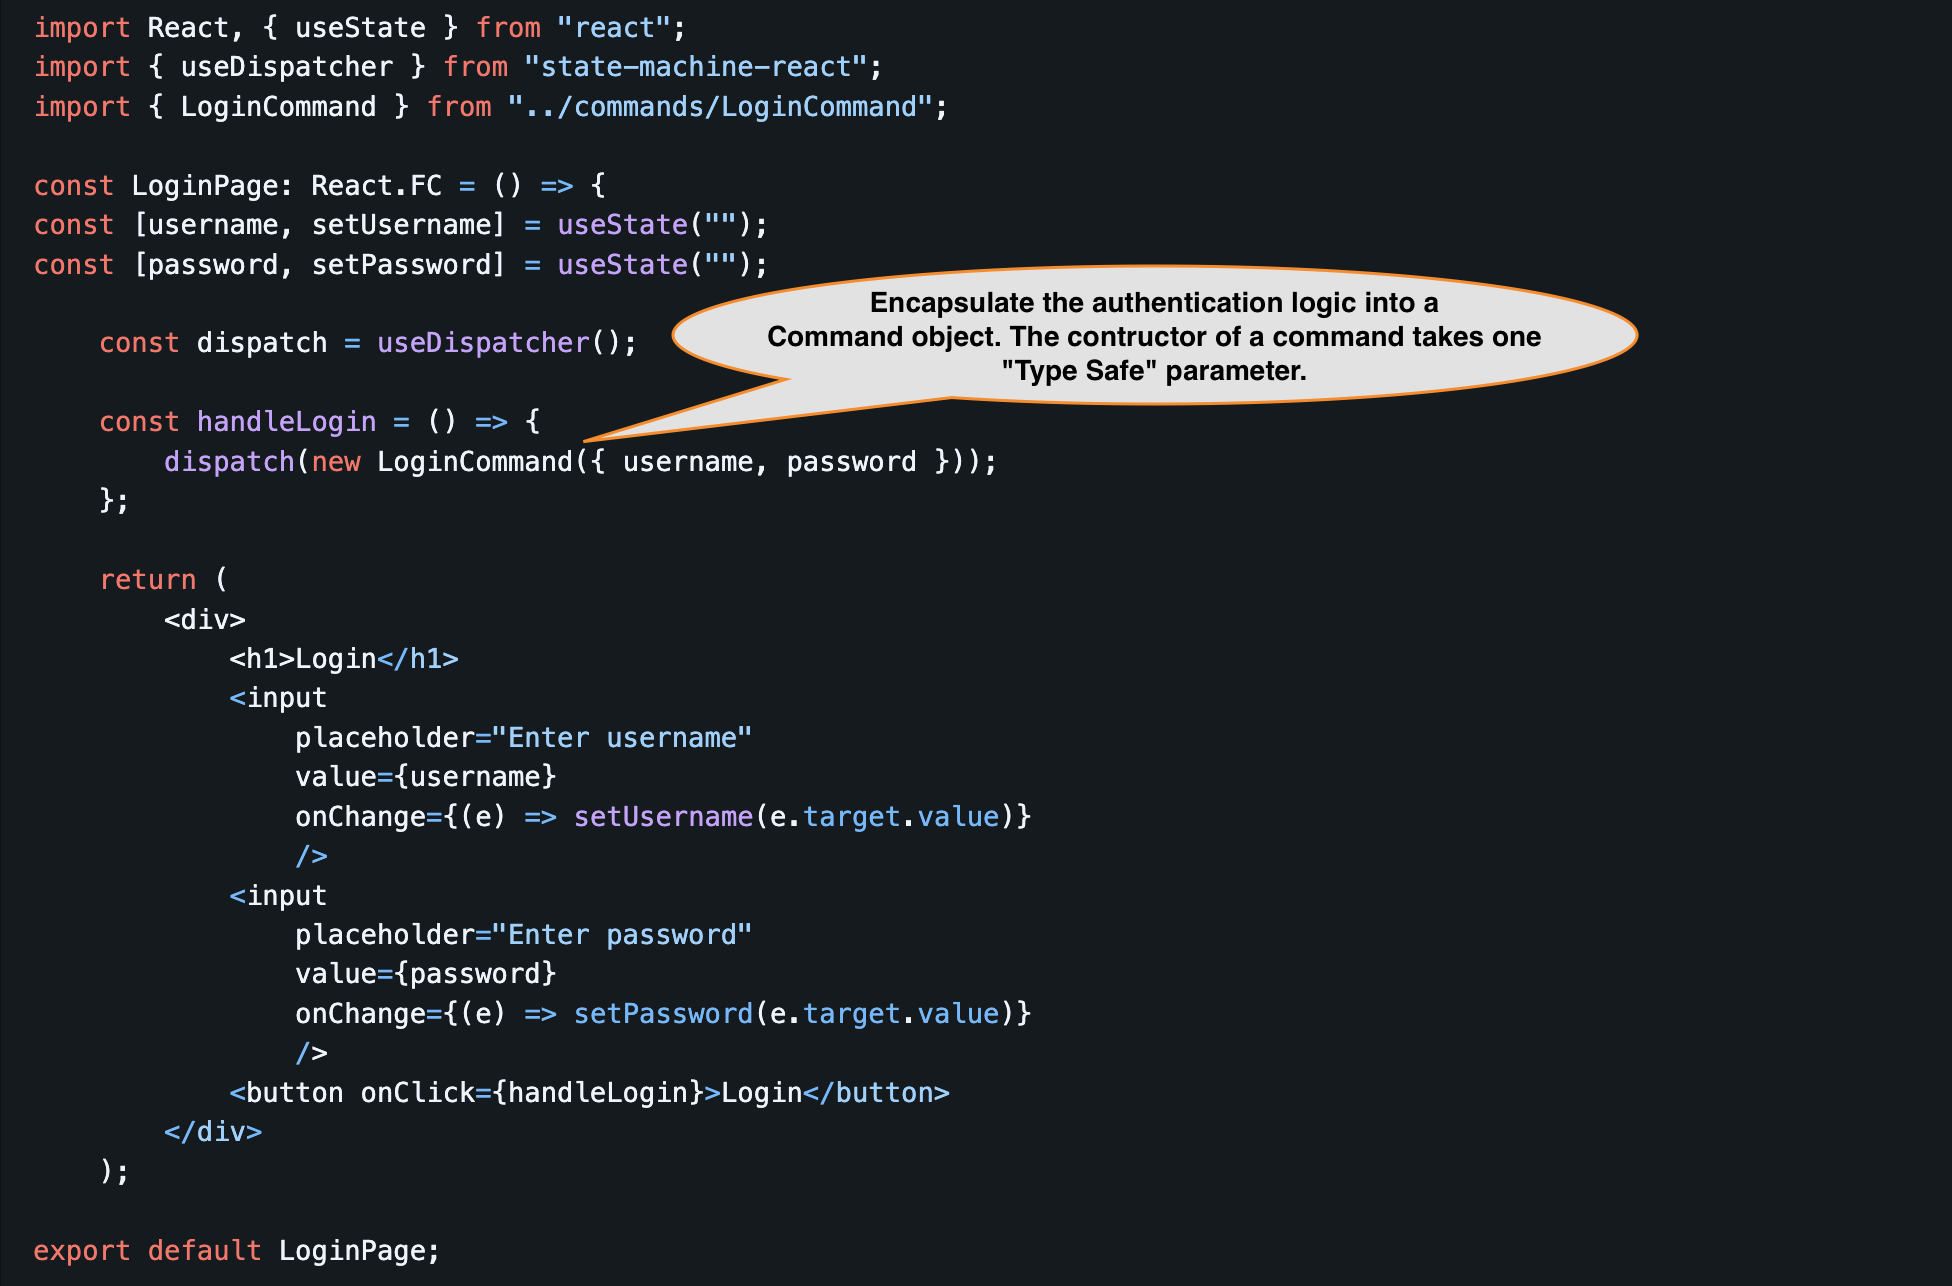 import React, { useState } from "react";
import { useDispatcher } from "state-machine-react";
import { LoginCommand } from "../commands/LoginCommand";

const LoginPage: React.FC = () => {
const [username, setUsername] = useState("");
const [password, setPassword] = useState("");

Encapsulate the authentication logic into a
Command object. The contructor of a command takes one
"Type Safe" parameter.

    const dispatch = useDispatcher();

    const handleLogin = () => {
        dispatch(new LoginCommand({ username, password }));
    };

    return (
        <div>
            <h1>Login</h1>
            <input
                placeholder="Enter username"
                value={username}
                onChange={(e) => setUsername(e.target.value)}
                />
            <input
                placeholder="Enter password"
                value={password}
                onChange={(e) => setPassword(e.target.value)}
                />
            <button onClick={handleLogin}>Login</button>
        </div>
    );

export default LoginPage;